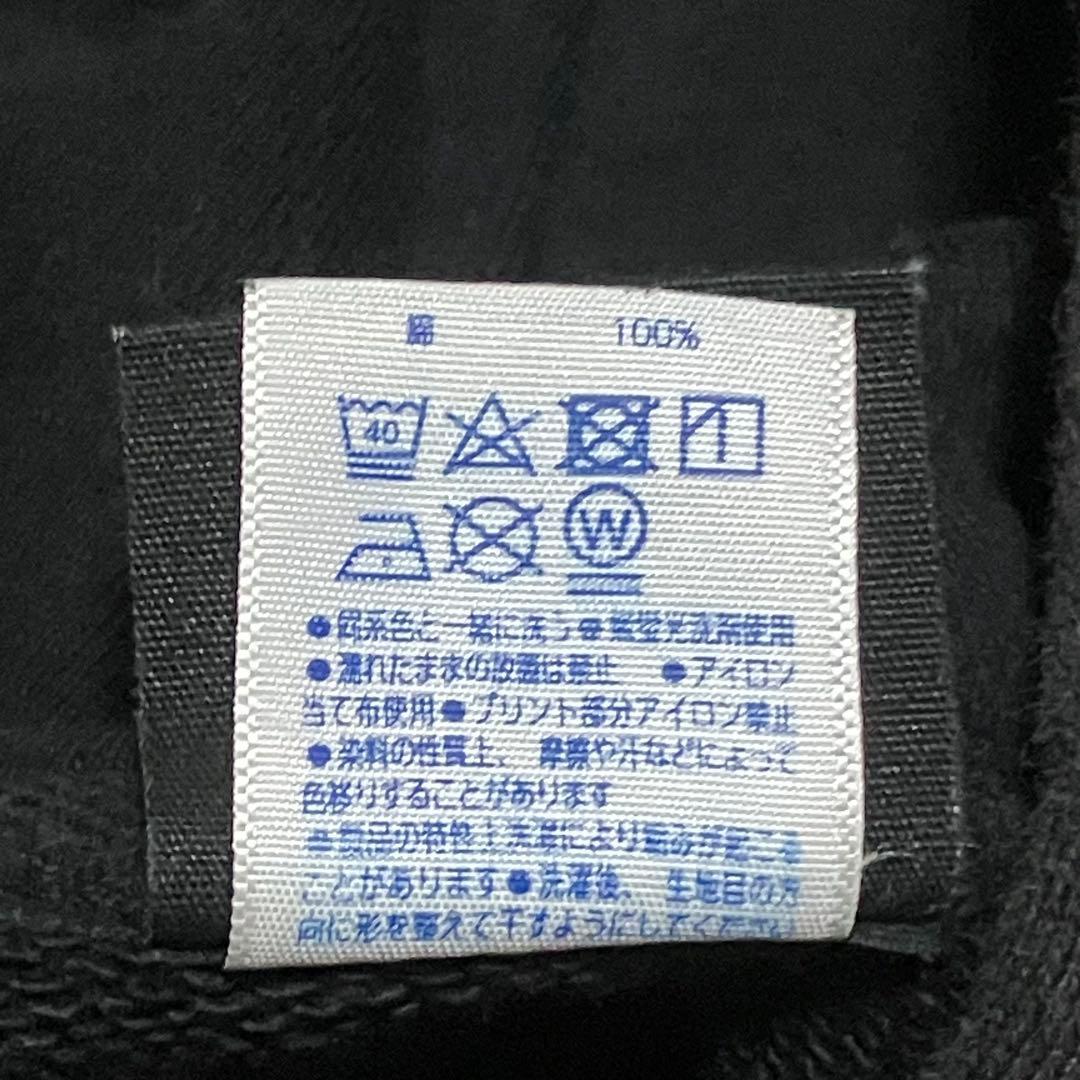 綿 100%
40
W
●同系色と一緒に洗う●無蛍光洗剤使用
●濡れたままの放置は禁止 ●アイロン
当て布使用●プリント部分アイロン禁止
●染料の性質上、 摩擦や汗などによって
色移りすることがあります
●製品の特性上洗濯により縮みが起こる
ことがあります●洗濯後、 生地目の方
向に形を整えて干すようにしてください